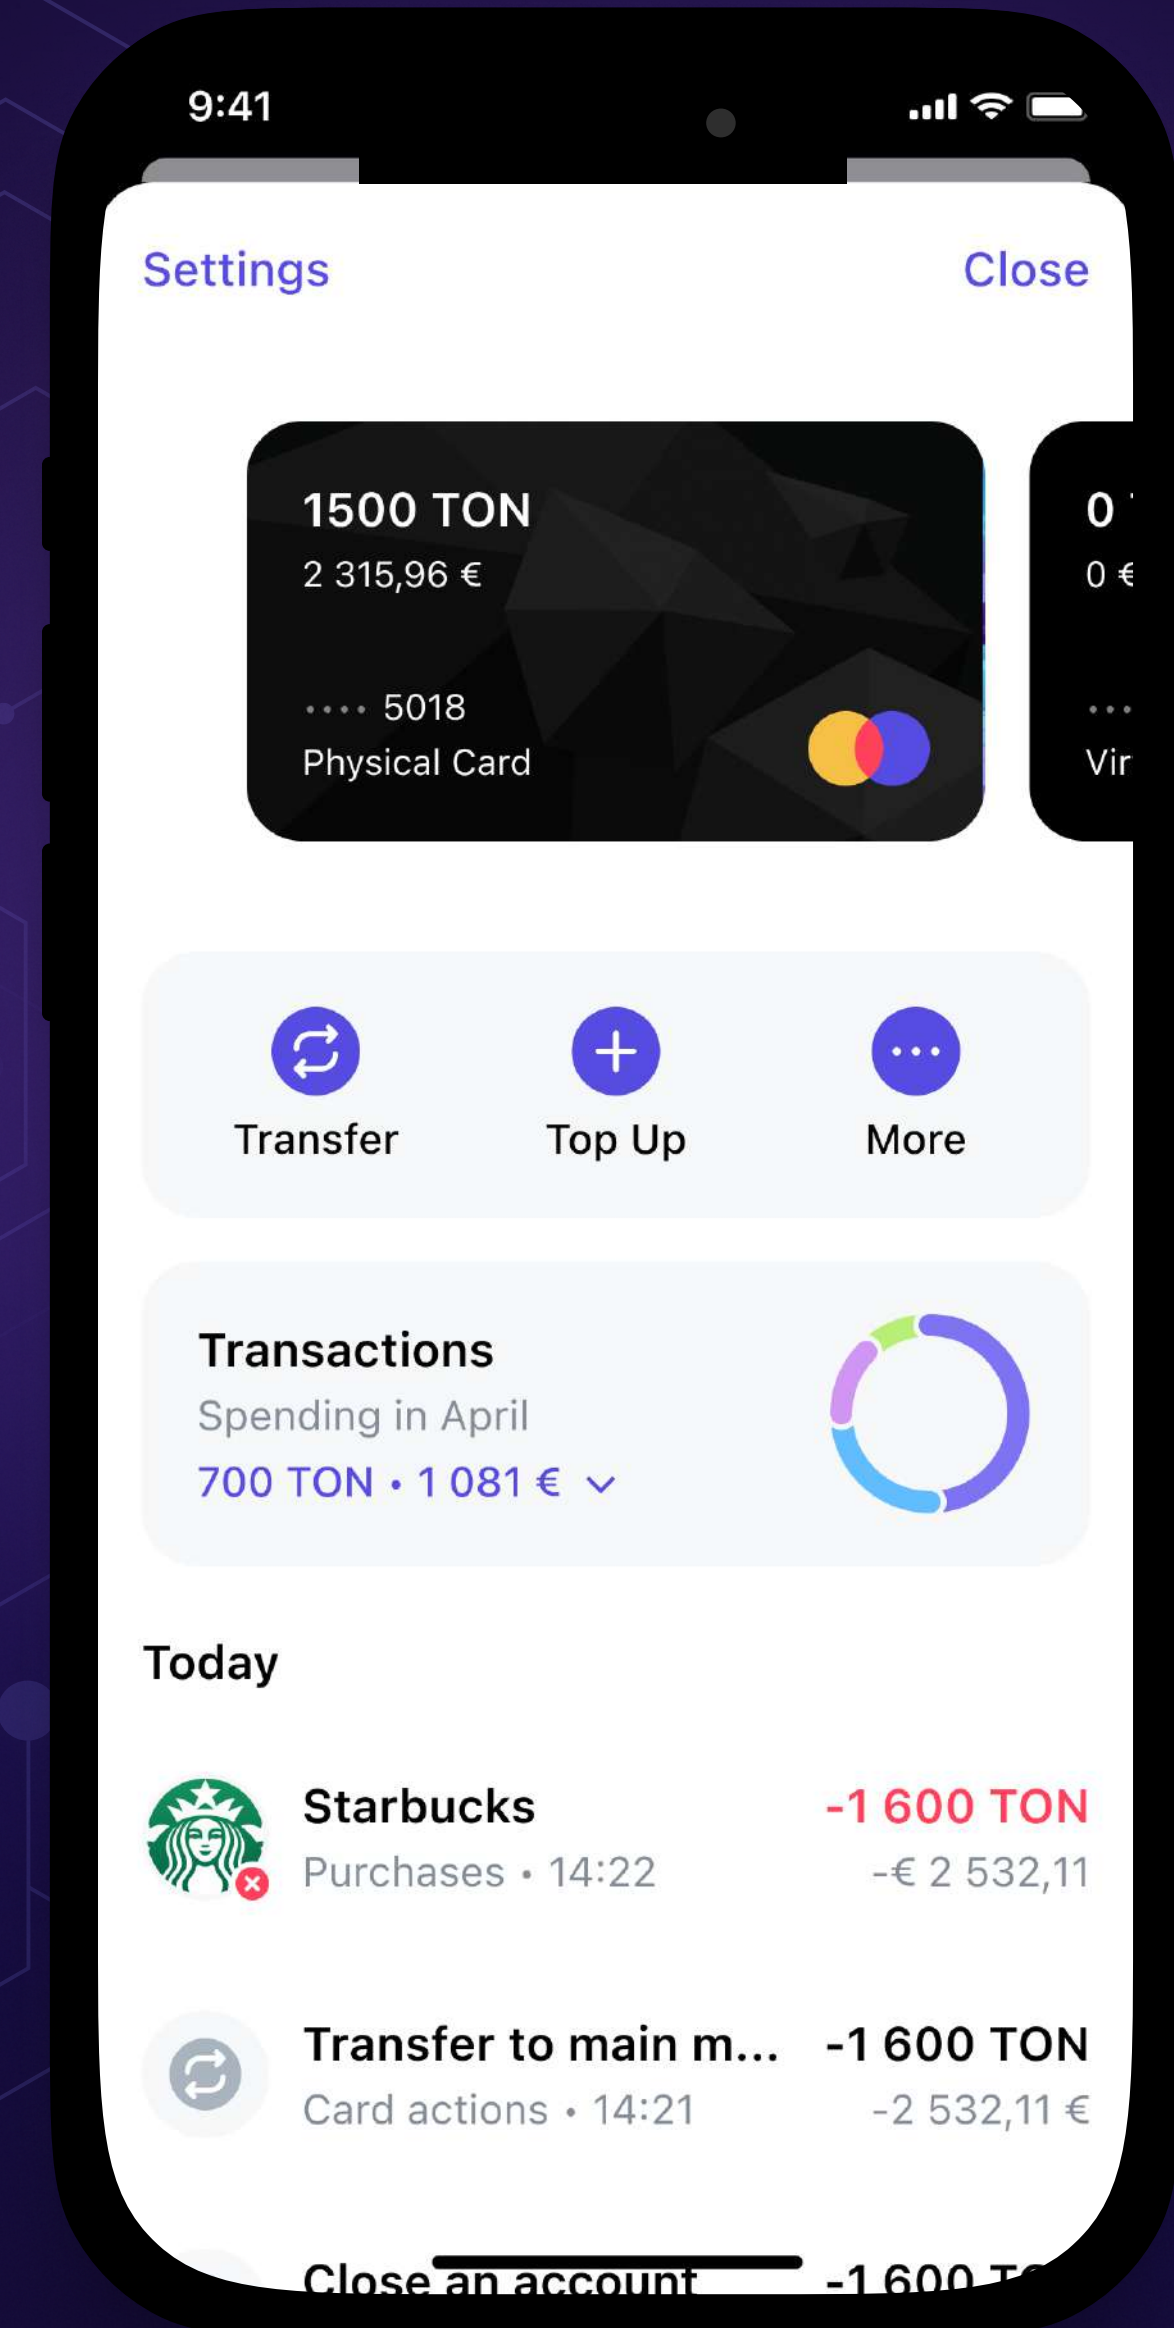 9:41
Settings
Close
1500 TON
2 315,96 €
•••• 5018
Physical Card
0
0 €
•••
Vir
Transfer
Top Up
More
Transactions
Spending in April
700 TON • 1 081 €
Today
Starbucks
-1 600 TON
Purchases • 14:22
-€ 2 532,11
Transfer to main m...
-1 600 TON
Card actions • 14:21
-2 532,11 €
Close an account
-1 600